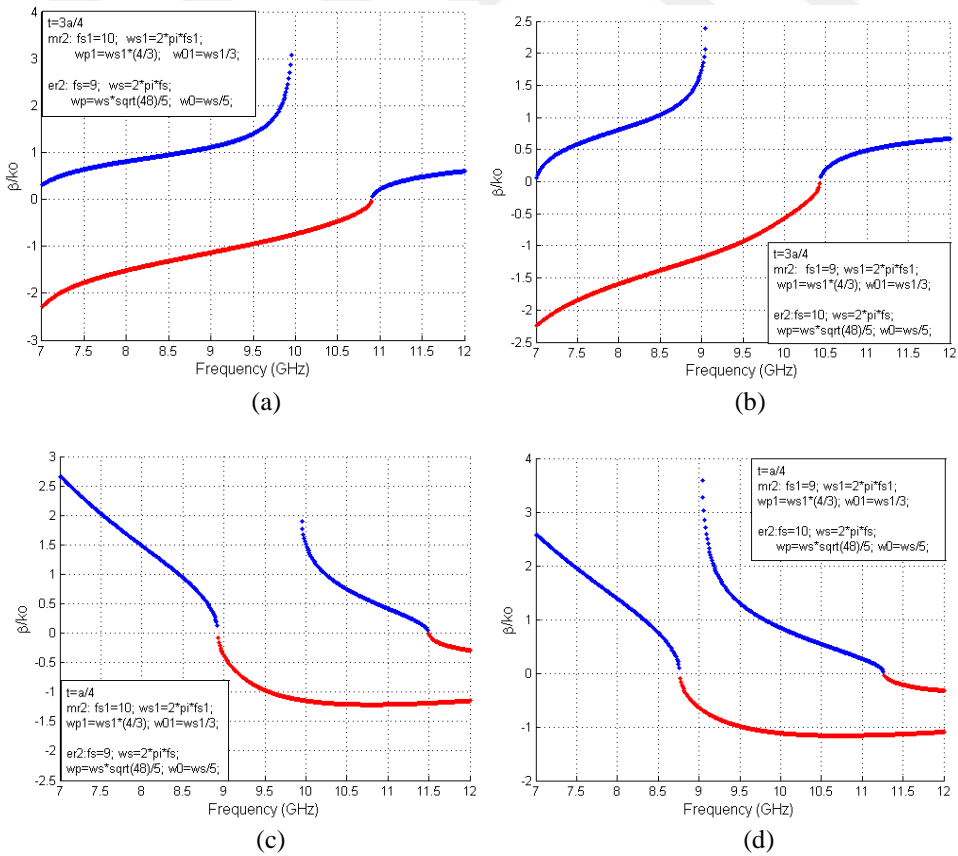 t=3a/4
mr2: fs1=10; ws1=2*pi*fs1;
wp1=ws1*(4/3); w01=ws1/3;
er2: fs=9; ws=2*pi*fs;
wp=ws*sqrt(48)/5; w0=ws/5;
4
3
2
1
0
-1
-2
-3
β/ko
7 7.5 8 8.5 9 9.5 10 10.5 11 11.5 12
Frequency (GHz)
(a)
2.5
2
1.5
1
0.5
0
-0.5
-1
-1.5
-2
-2.5
β/ko
t=3a/4
mr2: fs1=9; ws1=2*pi*fs1;
wp1=ws1*(4/3); w01=ws1/3;
er2:fs=10; ws=2*pi*fs;
wp=ws*sqrt(48)/5; w0=ws/5;
7 7.5 8 8.5 9 9.5 10 10.5 11 11.5 12
Frequency (GHz)
(b)
3
2.5
2
1.5
1
0.5
0
-0.5
-1
-1.5
-2
-2.5
β/ko
t=a/4
mr2: fs1=10; ws1=2*pi*fs1;
wp1=ws1*(4/3); w01=ws1/3;
er2:fs=9; ws=2*pi*fs;
wp=ws*sqrt(48)/5; w0=ws/5;
7 7.5 8 8.5 9 9.5 10 10.5 11 11.5 12
Frequency (GHz)
(c)
4
3
2
1
0
-1
-2
β/ko
t=a/4
mr2: fs1=9; ws1=2*pi*fs1;
wp1=ws1*(4/3); w01=ws1/3;
er2:fs=10; ws=2*pi*fs;
wp=ws*sqrt(48)/5; w0=ws/5;
7 7.5 8 8.5 9 9.5 10 10.5 11 11.5 12
Frequency (GHz)
(d)